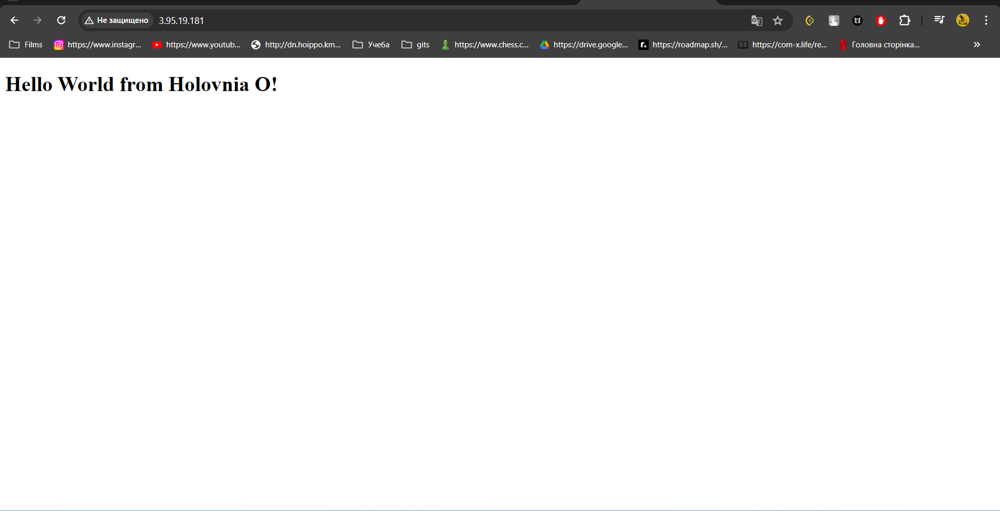 Не защищено 3.95.19.181
Films https://www.instagr... https://www.youtub... http://dn.hoippo.km... Учеба gits https://www.chess.c... https://drive.google... https://roadmap.sh/... https://com-x.life/re... Головна сторінка...
Hello World from Holovnia O!